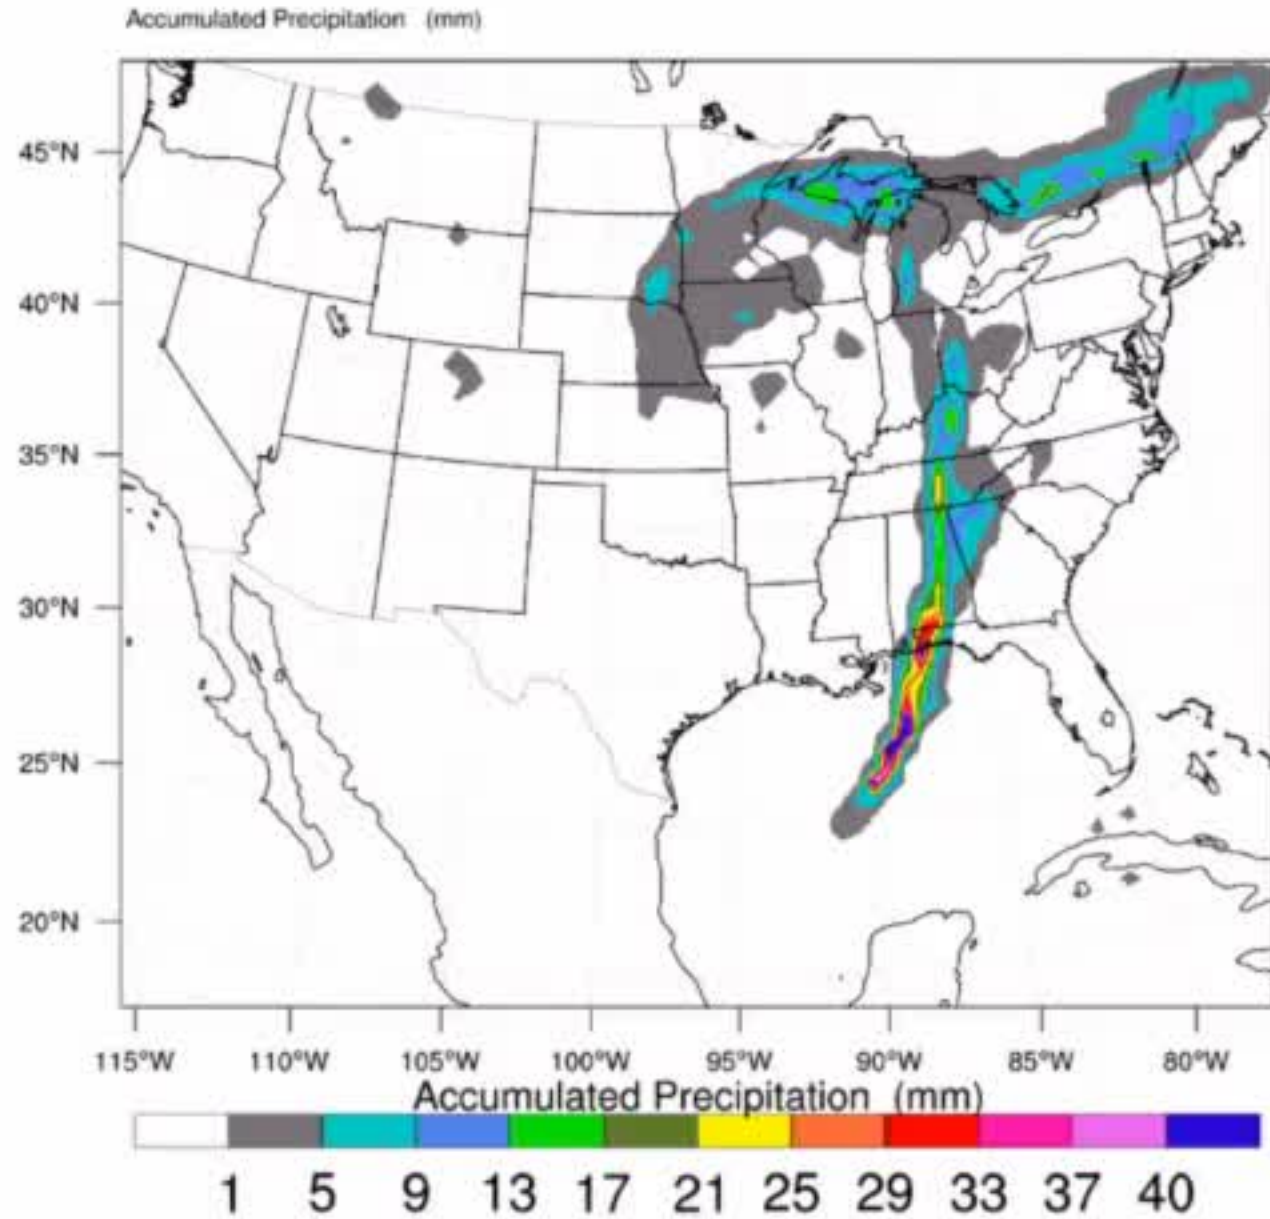 Accumulated Precipitation (mm)
45°N
40°N
35°N
30°N
25°N
20°N
115°W 110°W 105°W 100°W 95°W 90°W 85°W 80°W
Accumulated Precipitation (mm)
1 5 9 13 17 21 25 29 33 37 40